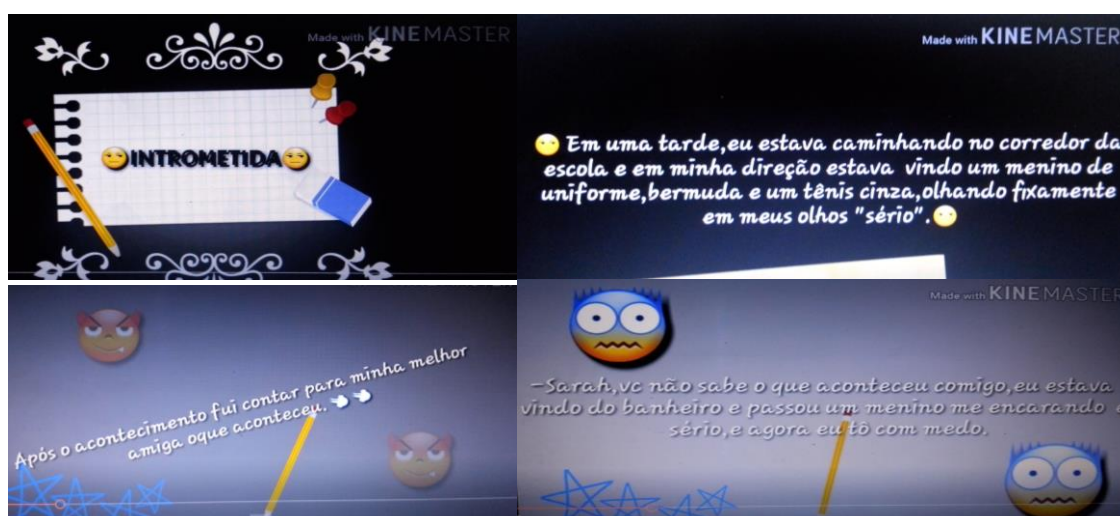 Made with KINEMASTER
INTROMETIDA
Made with KINEMASTER
Em uma tarde,eu estava caminhando no corredor da
escola e em minha direção estava vindo um menino de
uniforme,bermuda e um tênis cinza,olhando fixamente
em meus olhos "sério".
Após o acontecimento fui contar para minha melhor
amiga oque aconteceu.
Made with KINEMASTER
–Sarah,vc não sabe o que aconteceu comigo,eu estava
vindo do banheiro e passou um menino me encarando
sério,e agora eu tô com medo.